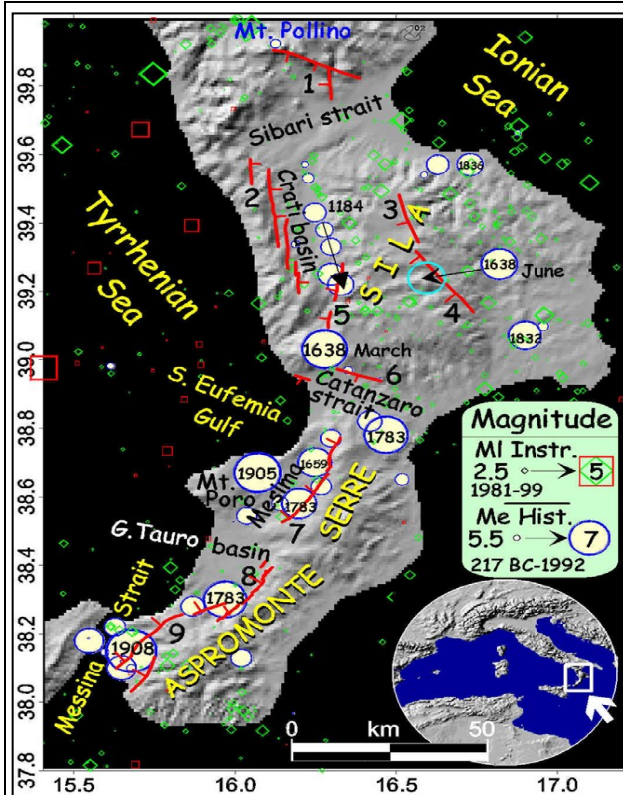 Mt. Pollino
02
Ionian
Sea
39.8
1
Sibari strait
39.6
1836
2
1184
3
39.4
Crati basin
SILA
Tyrrhenian
Sea
1638
June
39.2
5
4
1638
March
1832
39.0
6
Catanzaro
strait
S. Eufemia
Gulf
38.8
1783
Magnitude
Ml Instr.
2.5
5
1981-99
Me Hist.
5.5
7
217 BC-1992
1905
1659
Mt.
Poro
Mesima
1783
SERRE
38.6
7
G.Tauro basin
38.4
8
1783
Strait
9
ASPROMONTE
38.2
1908
Messina
38.0
0
km
50
37.8
15.5
16.0
16.5
17.0